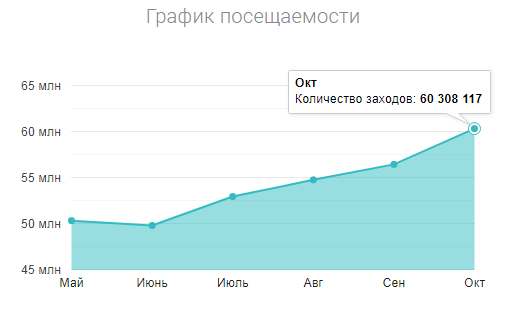 График посещаемости
Окт
Количество заходов: 60 308 117
65 млн
60 млн
55 млн
50 млн
45 млн
Май Июнь Июль Авг Сен Окт